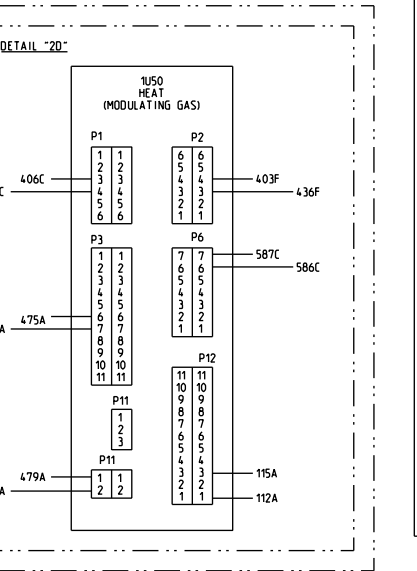 DETAIL "2D"
1U50
HEAT
(MODULATING GAS)
P1 P2
1 1 6 6
2 2 5 5
406C 3 3 4 4 403F
C 4 4 3 3 436F
5 5 2 2
6 6 1 1
P3 P6
1 1 7 7 587C
2 2 6 6 586C
3 3 5 5
4 4 4 4
5 5 3 3
475A 6 6 2 2
A 7 7 1 1
8 8
9 9 P12
10 10 11 11
11 11 10 10
P11 9 9
1 8 8
2 7 7
3 6 6
P11 5 5
4 4
479A 1 1 3 3 115A
A 2 2 2 2
1 1 112A